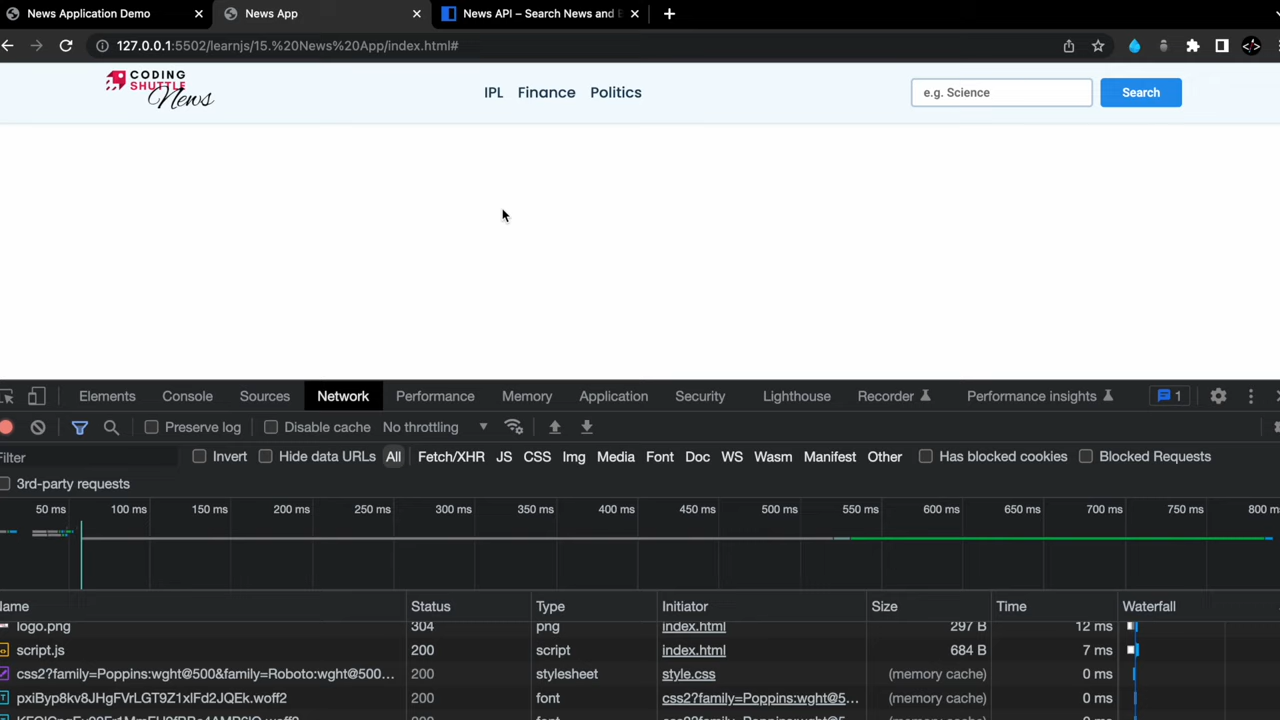 News Application Demo
News App
News API – Search News and B
127.0.0.1:5502/learnjs/15.%20News%20App/index.html#
CODING
SHUTTLE
News
IPL Finance Politics
e.g. Science
Search
Elements Console Sources Network Performance Memory Application Security Lighthouse Recorder Performance insights 1
Preserve log Disable cache No throttling
Filter Invert Hide data URLs All Fetch/XHR JS CSS Img Media Font Doc WS Wasm Manifest Other Has blocked cookies Blocked Requests
3rd-party requests
50 ms 100 ms 150 ms 200 ms 250 ms 300 ms 350 ms 400 ms 450 ms 500 ms 550 ms 600 ms 650 ms 700 ms 750 ms 800 ms
Name Status Type Initiator Size Time Waterfall
logo.png 304 png index.html 297 B 12 ms
script.js 200 script index.html 684 B 7 ms
css2?family=Poppins:wght@500&family=Roboto:wght@500... 200 stylesheet style.css (memory cache) 0 ms
pxiByp8kv8JHgFVrLGT9Z1xlFd2JQEk.woff2 200 font css2?family=Poppins:wght@5... (memory cache) 0 ms